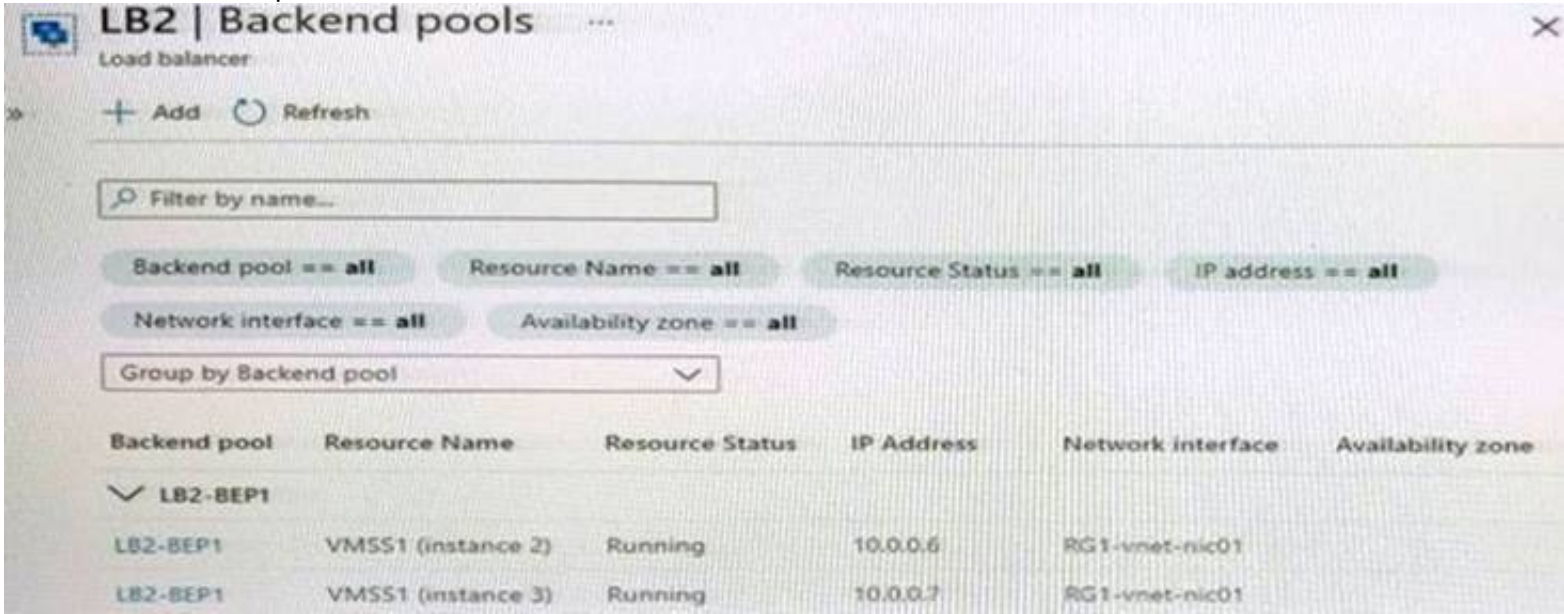 LB2 | Backend pools ...
Load balancer
Add Refresh
Filter by name...
Backend pool == all Resource Name == all Resource Status == all IP address == all
Network interface == all Availability zone == all
Group by Backend pool
Backend pool Resource Name Resource Status IP Address Network interface Availability zone
LB2-BEP1
LB2-BEP1 VMSS1 (instance 2) Running 10.0.0.6 RG1-vnet-nic01
LB2-BEP1 VMSS1 (instance 3) Running 10.0.0.7 RG1-vnet-nic01